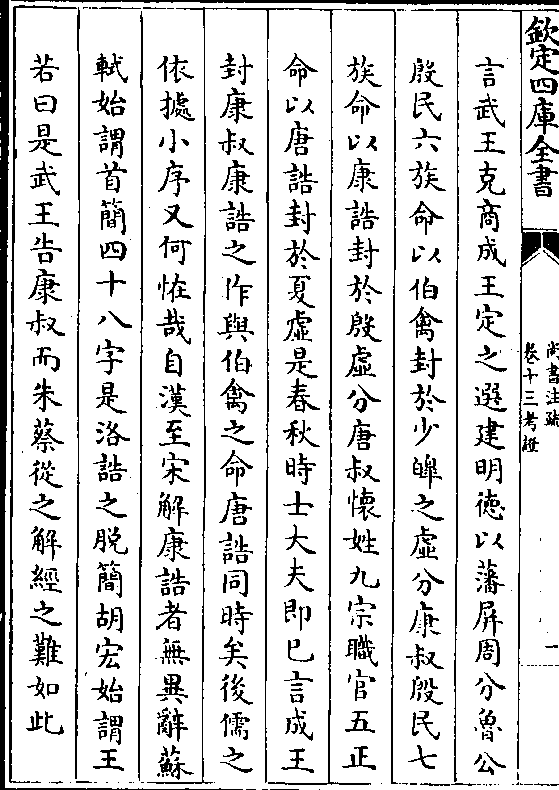 欽定四庫全書
尚書注疏
卷十三考證
一
言武王克商成王定之選建明徳以藩屏周分魯公
殷民六族命以伯禽封於少皞之虛分康叔殷民七
族命以康誥封於殷虛分唐叔懷姓九宗職官五正
命以唐誥封於夏虛是春秋時士大夫即已言成王
封康叔康誥之作與伯禽之命唐誥同時矣後儒之
依據小序又何怪哉自漢至宋解康誥者無異辭蘇
軾始謂首簡四十八字是洛誥之脱簡胡宏始謂王
若曰是武王告康叔而朱蔡從之解經之難如此